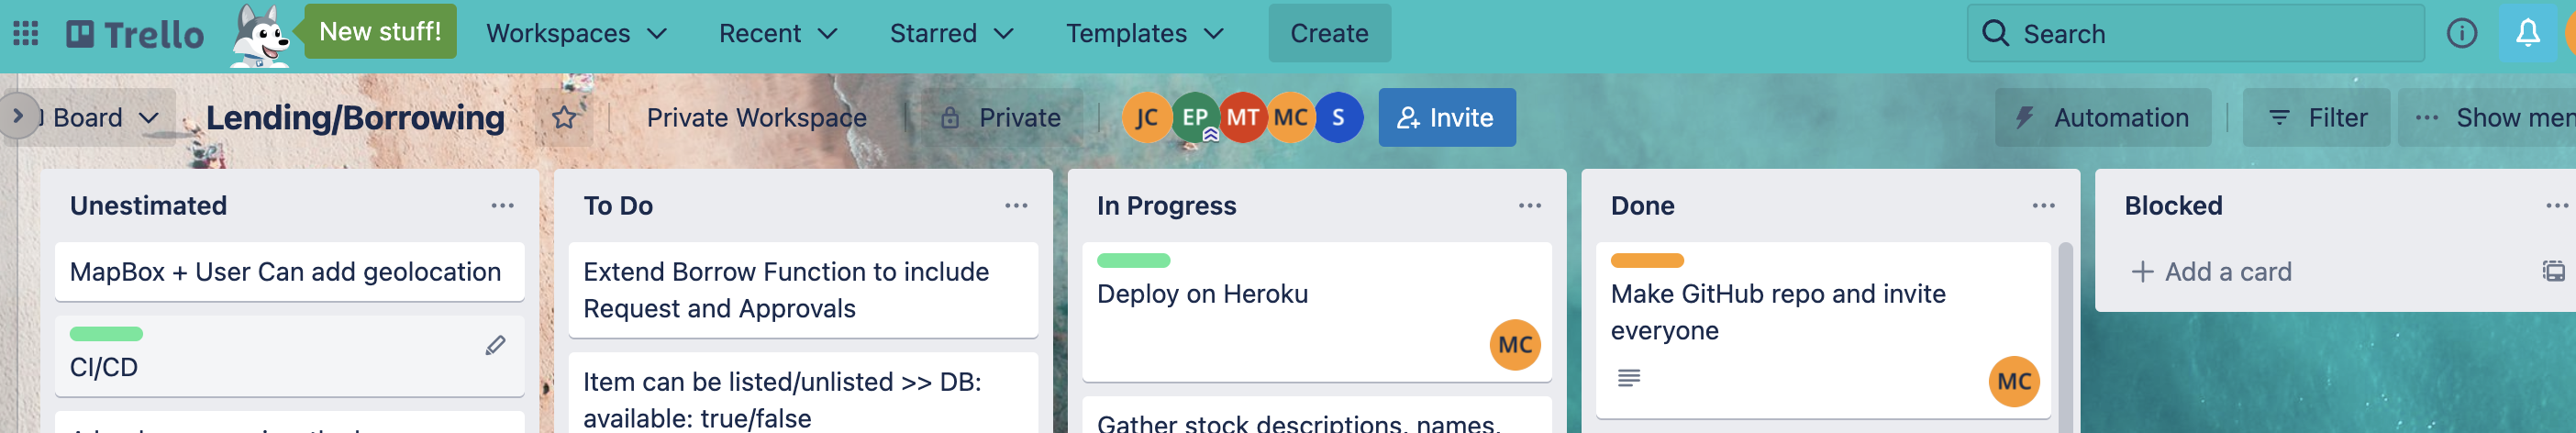 Trello
New stuff!
Workspaces
Recent
Starred
Templates
Create
Search
Board
Lending/Borrowing
Private Workspace
Private
JC
EP
MT
MC
S
Invite
Automation
Filter
Show men
Unestimated
MapBox + User Can add geolocation
CI/CD
To Do
Extend Borrow Function to include
Request and Approvals
Item can be listed/unlisted >> DB:
available: true/false
In Progress
Deploy on Heroku
MC
Gather stock descriptions, names,
Done
Make GitHub repo and invite
everyone
MC
Blocked
+ Add a card